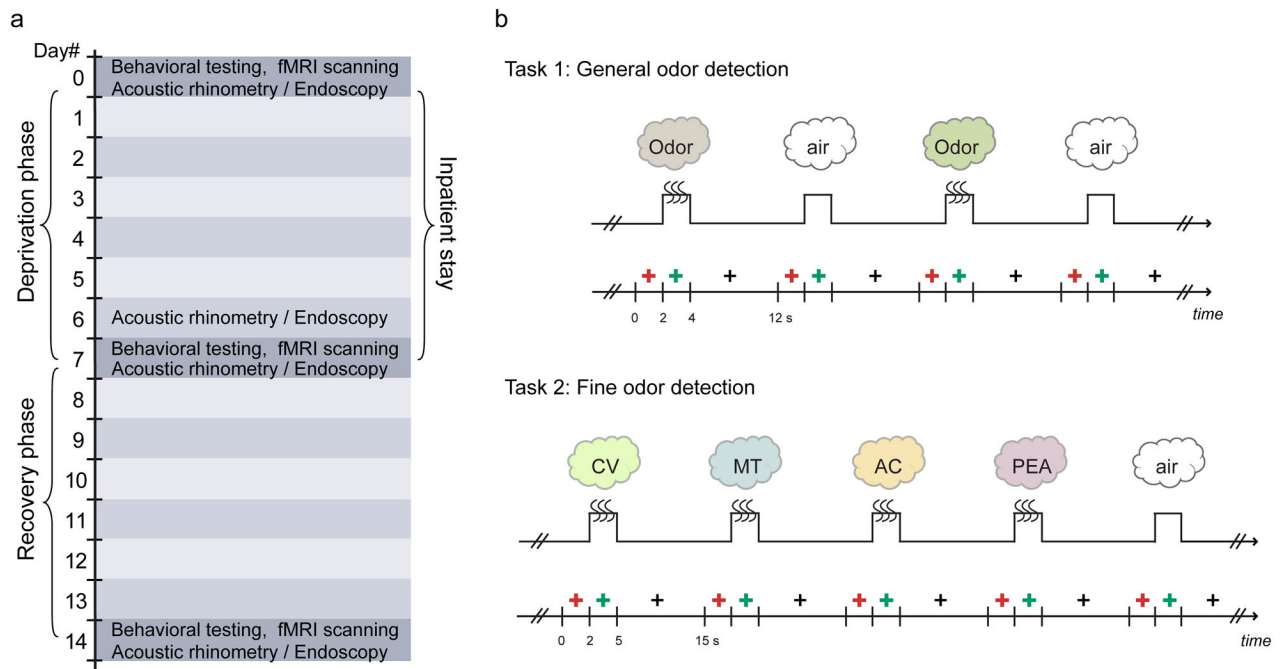 a
Day#
0
Behavioral testing, fMRI scanning
Acoustic rhinometry / Endoscopy
1
2
3
4
5
6
Acoustic rhinometry / Endoscopy
7
Behavioral testing, fMRI scanning
Acoustic rhinometry / Endoscopy
8
9
10
11
12
13
14
Behavioral testing, fMRI scanning
Acoustic rhinometry / Endoscopy
Deprivation phase
Recovery phase
Inpatient stay
b
Task 1: General odor detection
Odor air Odor air
0 2 4 12 s
time
Task 2: Fine odor detection
CV MT AC PEA air
0 2 5 15 s
time